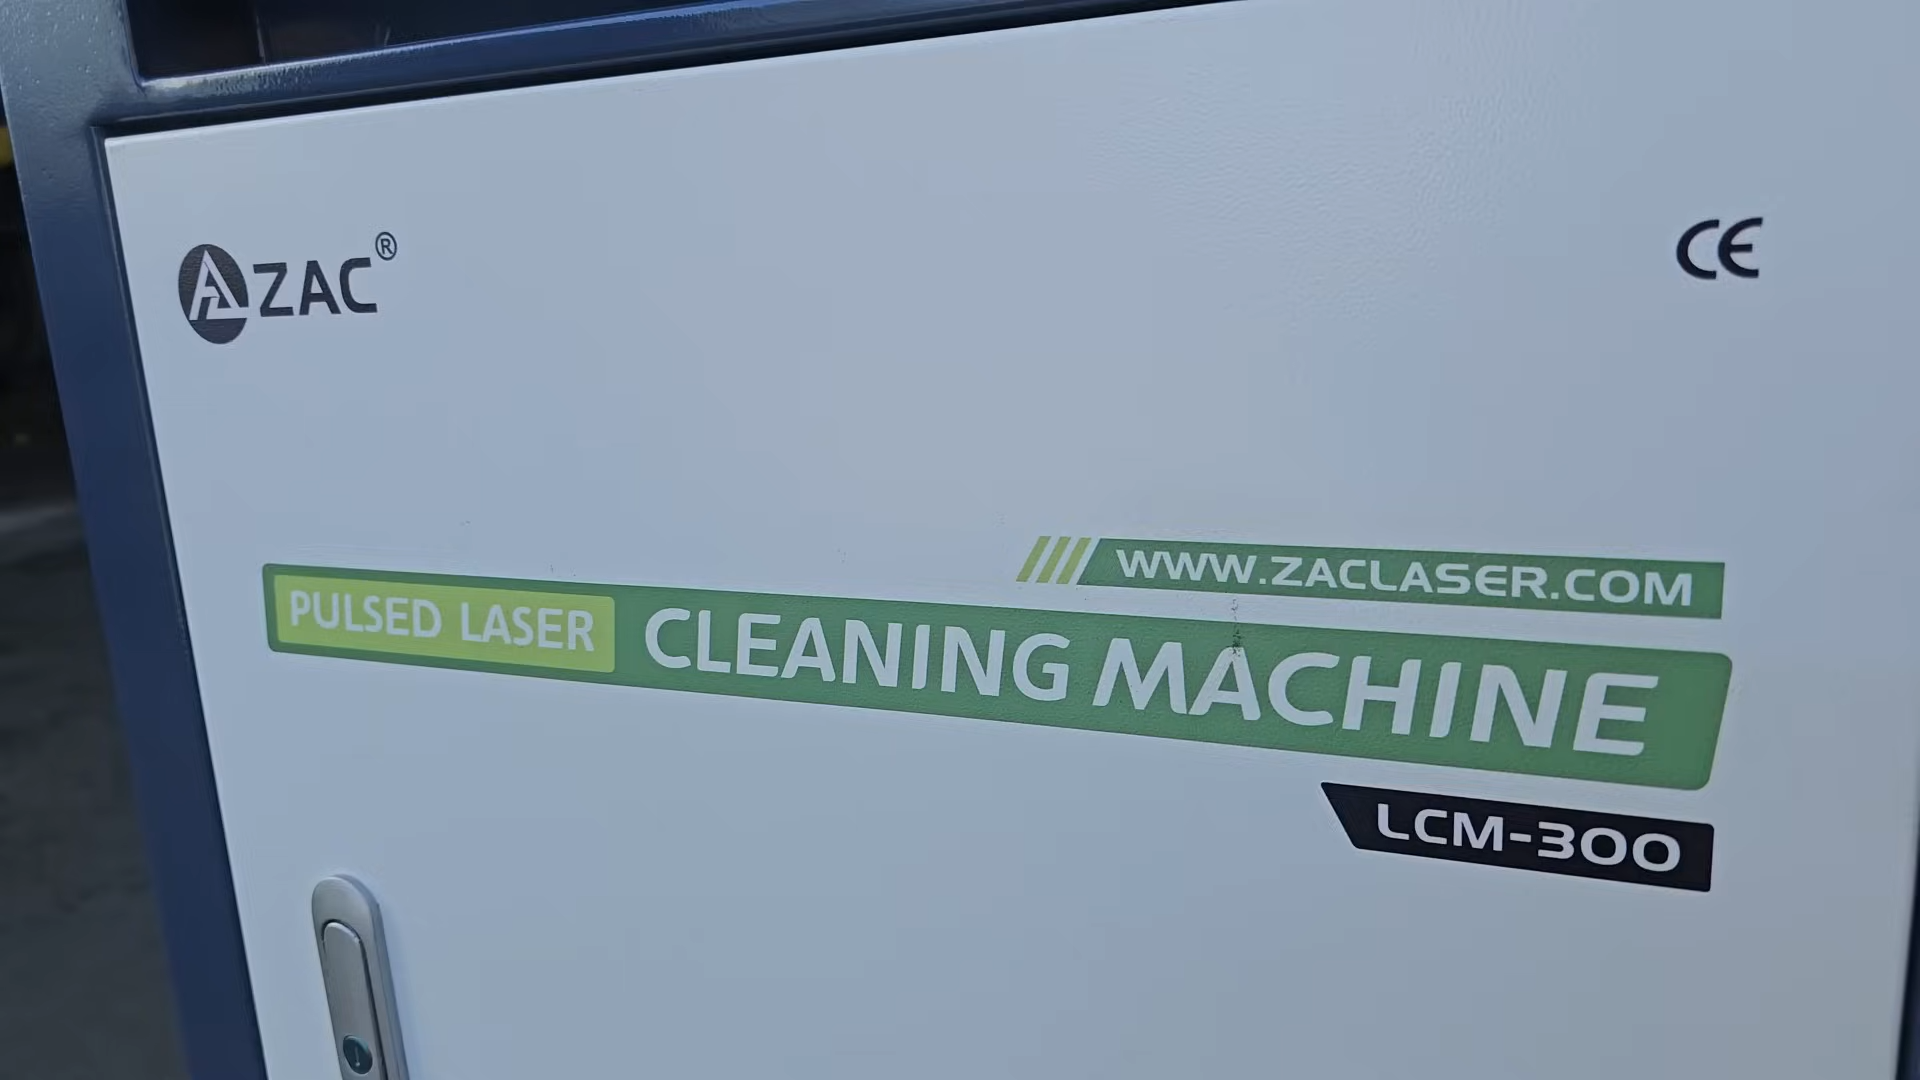 ZAC®
CE
WWW.ZACLASER.COM
PULSED LASER CLEANING MACHINE
LCM-300